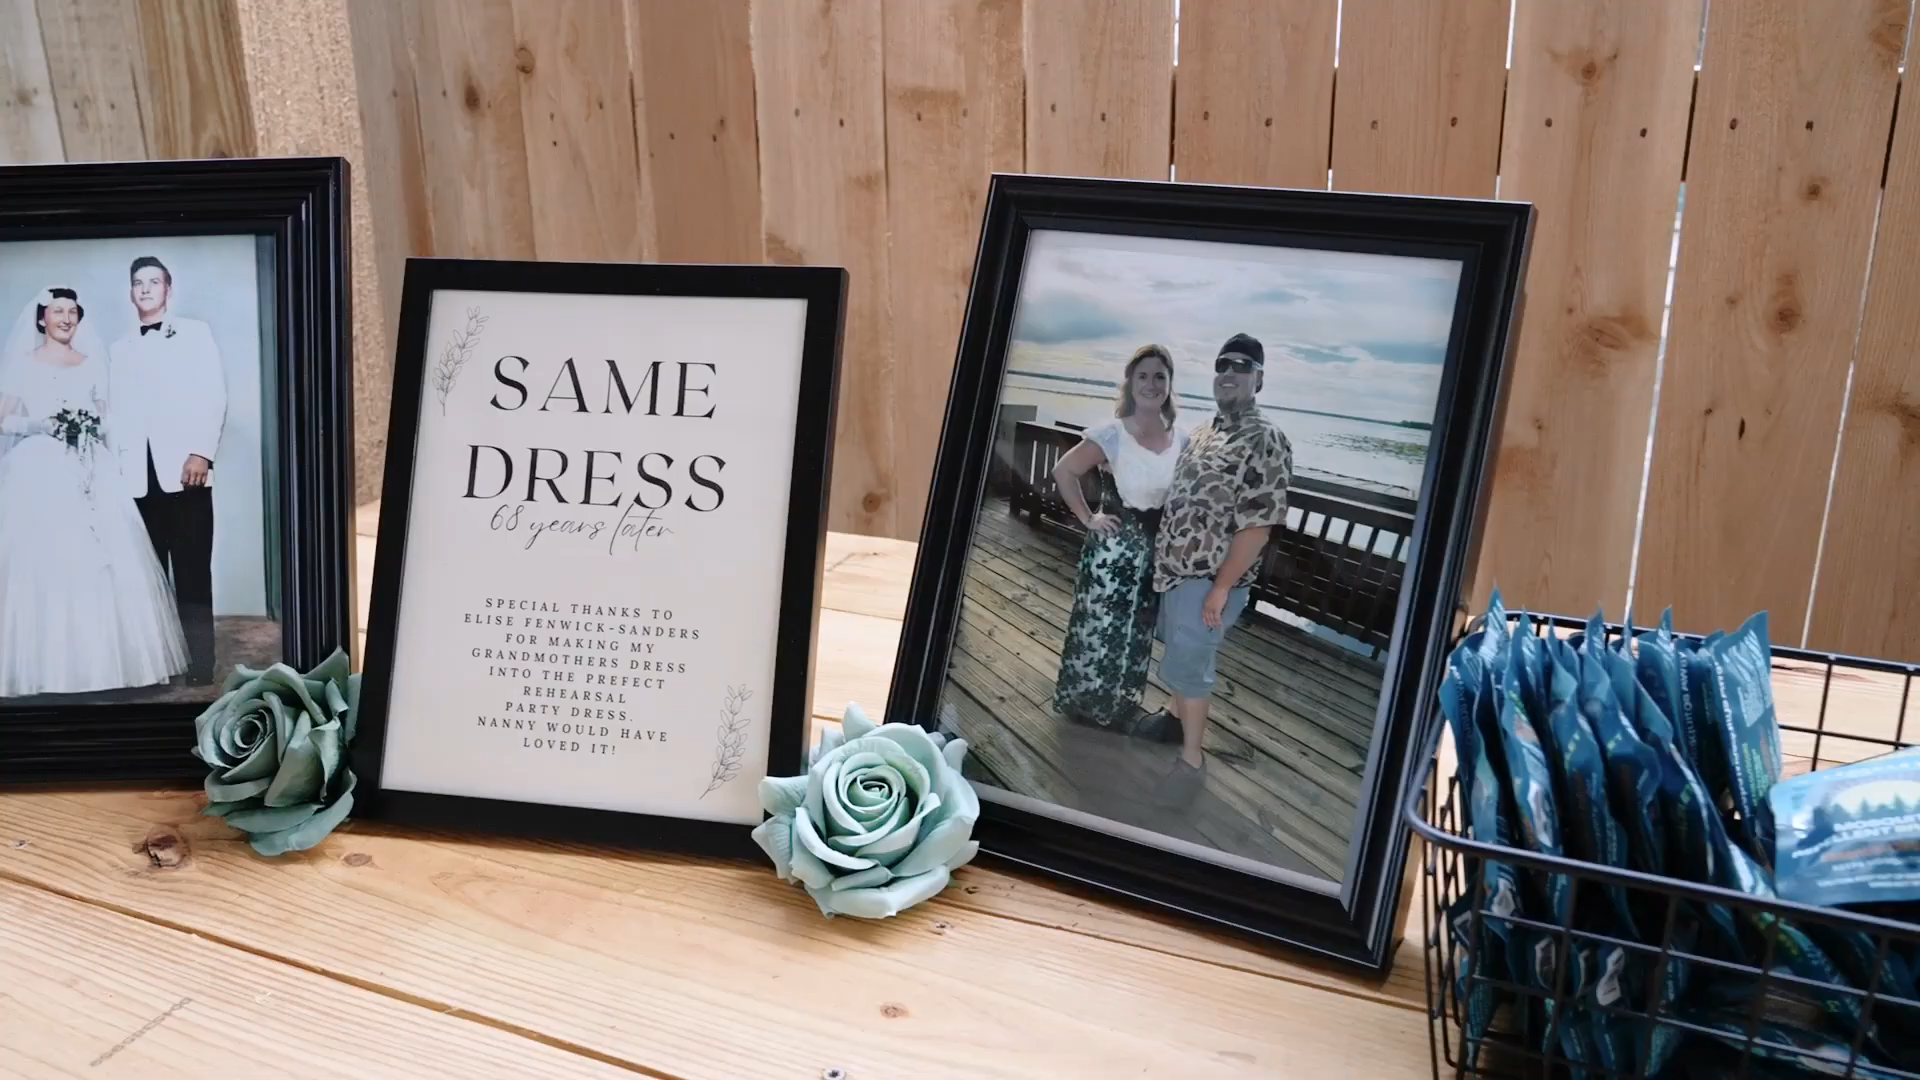 SAME
DRESS
68 years later
SPECIAL THANKS TO
ELISE FENWICK-SANDERS
FOR MAKING MY
GRANDMOTHERS DRESS
INTO THE PREFECT
REHEARSAL
PARTY DRESS.
NANNY WOULD HAVE
LOVED IT!